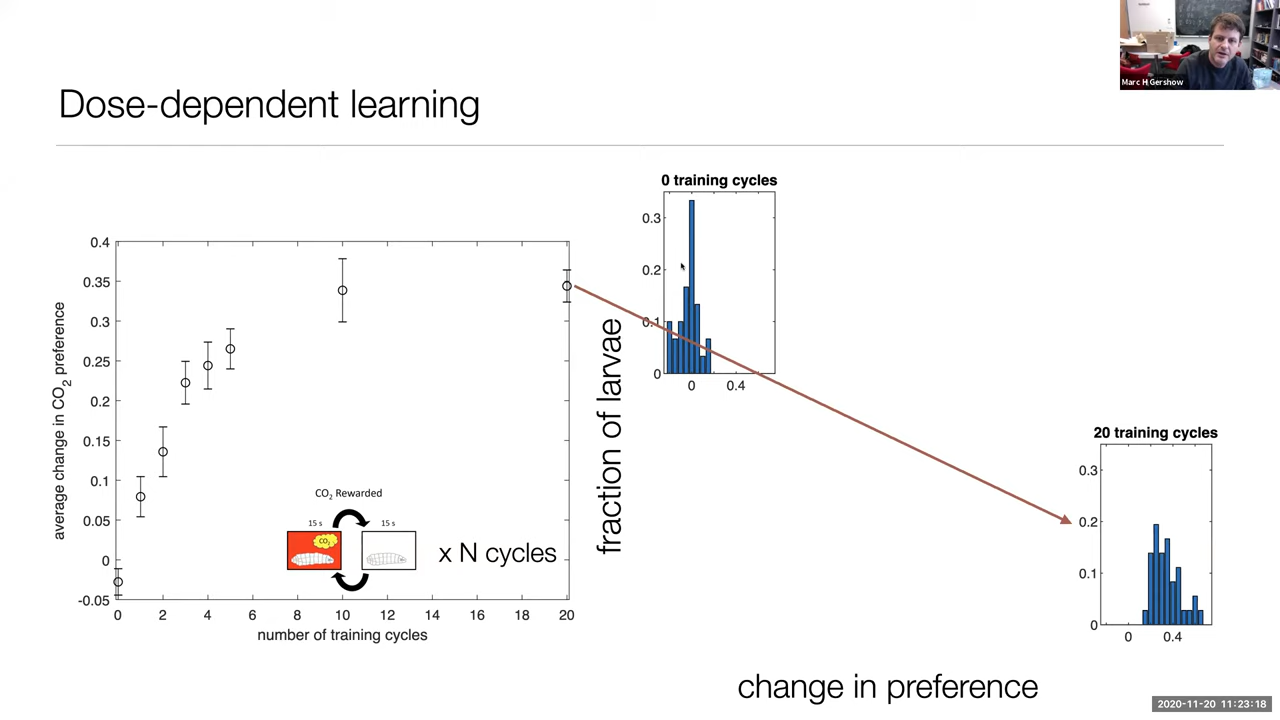 Marc H Gershow
Dose-dependent learning
average change in CO2 preference
0.4
0.35
0.3
0.25
0.2
0.15
0.1
0.05
0
-0.05
0 2 4 6 8 10 12 14 16 18 20
number of training cycles
CO2 Rewarded
15 s 15 s
CO2
x N cycles
fraction of larvae
0 training cycles
0.3
0.2
0.1
0
0 0.4
20 training cycles
0.3
0.2
0.1
0
0 0.4
change in preference
2020-11-20 11:23:18